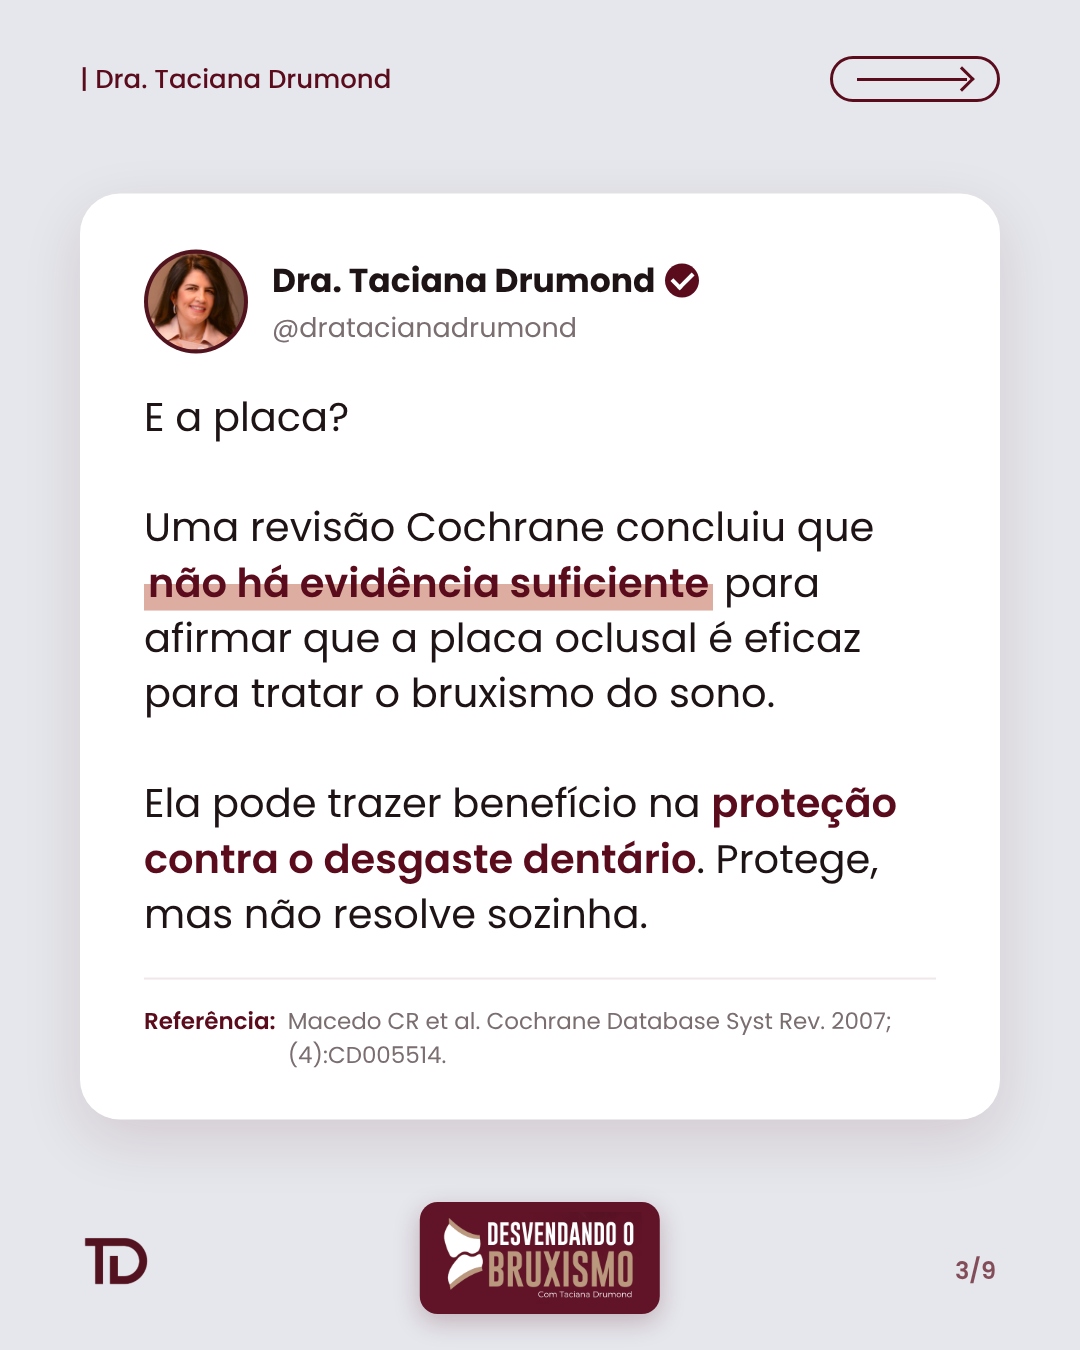 | Dra. Taciana Drumond
Dra. Taciana Drumond
@dratacianadrumond
E a placa?
Uma revisão Cochrane concluiu que
não há evidência suficiente para
afirmar que a placa oclusal é eficaz
para tratar o bruxismo do sono.
Ela pode trazer benefício na proteção
contra o desgaste dentário. Protege,
mas não resolve sozinha.
Referência: Macedo CR et al. Cochrane Database Syst Rev. 2007;
(4):CD005514.
TD
DESVENDANDO O
BRUXISMO
Com Taciana Drumond
3/9